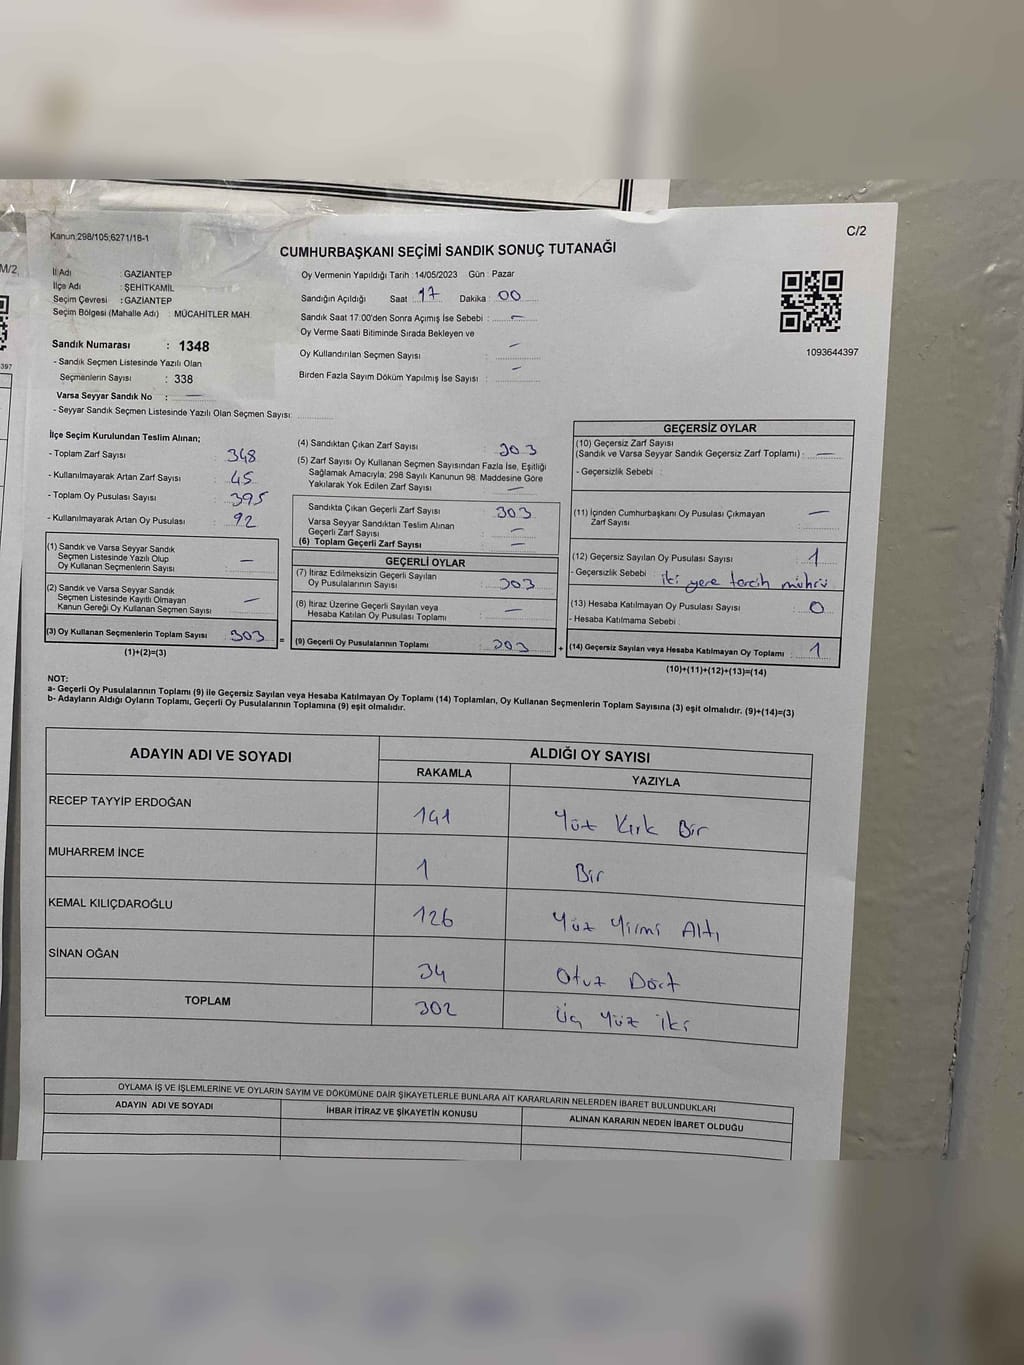 Kanun:298/105;6271/18-1
C/2
CUMHURBAŞKANI SEÇİMİ SANDIK SONUÇ TUTANAĞI
M/2
397
İl Adı : GAZİANTEP
İlçe Adı : ŞEHİTKAMİL
Seçim Çevresi : GAZİANTEP
Seçim Bölgesi (Mahalle Adı) : MÜCAHİTLER MAH.
Sandık Numarası : 1348
- Sandık Seçmen Listesinde Yazılı Olan
Seçmenlerin Sayısı : 338
Varsa Seyyar Sandık No : —
- Seyyar Sandık Seçmen Listesinde Yazılı Olan Seçmen Sayısı:
Oy Vermenin Yapıldığı Tarih : 14/05/2023 Gün : Pazar
Sandığın Açıldığı Saat : 17 Dakika : 00
Sandık Saat 17:00'den Sonra Açımış İse Sebebi : —
Oy Verme Saati Bitiminde Sırada Bekleyen ve
Oy Kullandırılan Seçmen Sayısı : —
Birden Fazla Sayım Döküm Yapılmış İse Sayısı : —
1093644397
İlçe Seçim Kurulundan Teslim Alınan;
- Toplam Zarf Sayısı : 348
- Kullanılmayarak Artan Zarf Sayısı : 45
- Toplam Oy Pusulası Sayısı : 395
- Kullanılmayarak Artan Oy Pusulası : 92
(1) Sandık ve Varsa Seyyar Sandık
Seçmen Listesinde Yazılı Olup
Oy Kullanan Seçmenlerin Sayısı : —
(2) Sandık ve Varsa Seyyar Sandık
Seçmen Listesinde Kayıtlı Olmayan
Kanun Gereği Oy Kullanan Seçmen Sayısı : —
(3) Oy Kullanan Seçmenlerin Toplam Sayısı : 303 =
(1)+(2)=(3)
(4) Sandıktan Çıkan Zarf Sayısı : 303
(5) Zarf Sayısı Oy Kullanan Seçmen Sayısından Fazla İse, Eşitliği
Sağlamak Amacıyla; 298 Sayılı Kanunun 98. Maddesine Göre
Yakılarak Yok Edilen Zarf Sayısı : —
Sandıkta Çıkan Geçerli Zarf Sayısı : 303
Varsa Seyyar Sandıktan Teslim Alınan
Geçerli Zarf Sayısı : —
(6) Toplam Geçerli Zarf Sayısı : —
GEÇERLİ OYLAR
(7) İtiraz Edilmeksizin Geçerli Sayılan
Oy Pusulalarının Sayısı : 303
(8) İtiraz Üzerine Geçerli Sayılan veya
Hesaba Katılan Oy Pusulası Toplamı : —
(9) Geçerli Oy Pusulalarının Toplamı : 303 +
GEÇERSİZ OYLAR
(10) Geçersiz Zarf Sayısı
(Sandık ve Varsa Seyyar Sandık Geçersiz Zarf Toplamı) : —
- Geçersizlik Sebebi :
(11) İçinden Cumhurbaşkanı Oy Pusulası Çıkmayan
Zarf Sayısı : —
(12) Geçersiz Sayılan Oy Pusulası Sayısı : 1
- Geçersizlik Sebebi : iki yere tercih mührü
(13) Hesaba Katılmayan Oy Pusulası Sayısı : 0
- Hesaba Katılmama Sebebi :
(14) Geçersiz Sayılan veya Hesaba Katılmayan Oy Toplamı : 1
(10)+(11)+(12)+(13)=(14)
NOT:
a- Geçerli Oy Pusulalarının Toplamı (9) ile Geçersiz Sayılan veya Hesaba Katılmayan Oy Toplamı (14) Toplamları, Oy Kullanan Seçmenlerin Toplam Sayısına (3) eşit olmalıdır. (9)+(14)=(3)
b- Adayların Aldığı Oyların Toplamı, Geçerli Oy Pusulalarının Toplamına (9) eşit olmalıdır.
ADAYIN ADI VE SOYADI
ALDIĞI OY SAYISI
RAKAMLA YAZIYLA
RECEP TAYYİP ERDOĞAN 141 Yüz Kırk Bir
MUHARREM İNCE 1 Bir
KEMAL KILIÇDAROĞLU 126 Yüz Yirmi Altı
SİNAN OĞAN 34 Otuz Dört
TOPLAM 302 Üç Yüz iki
OYLAMA İŞ VE İŞLEMLERİNE VE OYLARIN SAYIM VE DÖKÜMÜNE DAİR ŞİKAYETLERLE BUNLARA AİT KARARLARIN NELERDEN İBARET BULUNDUKLARI
ADAYIN ADI VE SOYADI İHBAR İTİRAZ VE ŞİKAYETİN KONUSU ALINAN KARARIN NEDEN İBARET OLDUĞU